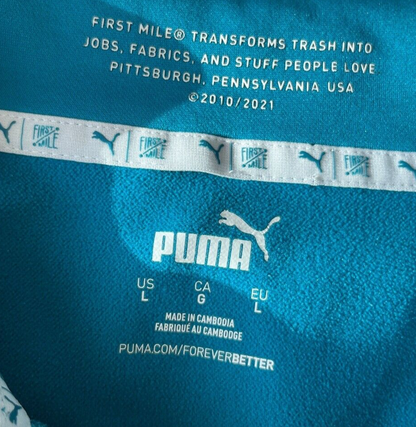 FIRST MILE® TRANSFORMS TRASH INTO
JOBS, FABRICS, AND STUFF PEOPLE LOVE
PITTSBURGH, PENNSYLVANIA USA
©2010/2021
FIRST MILE FIRST MILE FIRST MILE FIRST MILE
PUMA
US CA EU
L G L
MADE IN CAMBODIA
FABRIQUÉ AU CAMBODGE
PUMA.COM/FOREVERBETTER